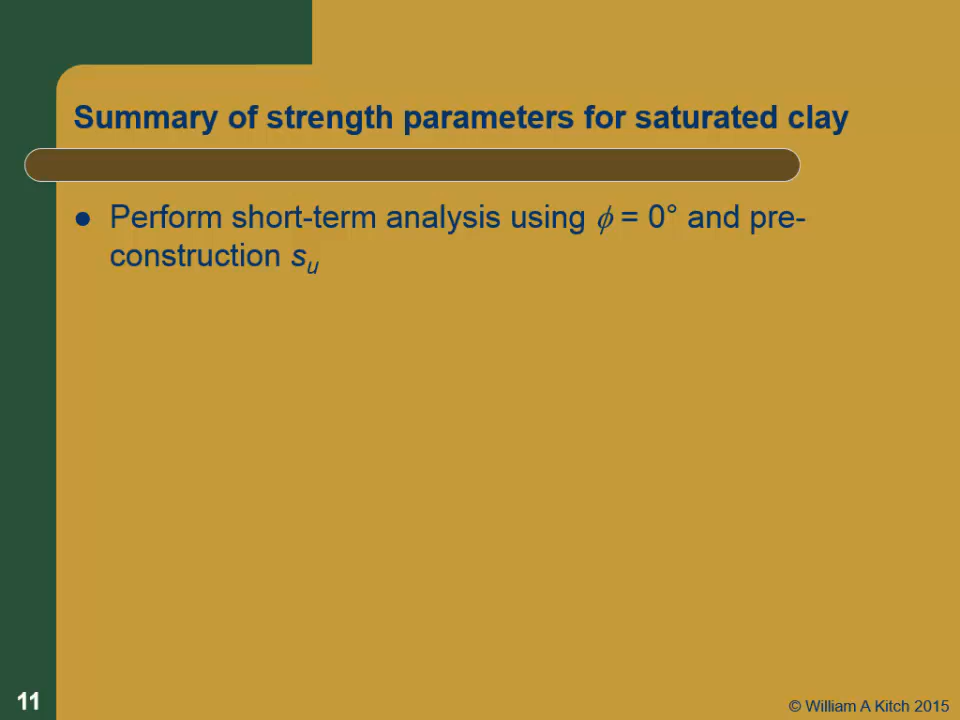 Summary of strength parameters for saturated clay
● Perform short-term analysis using ϕ = 0° and pre-
construction su
11
© William A Kitch 2015